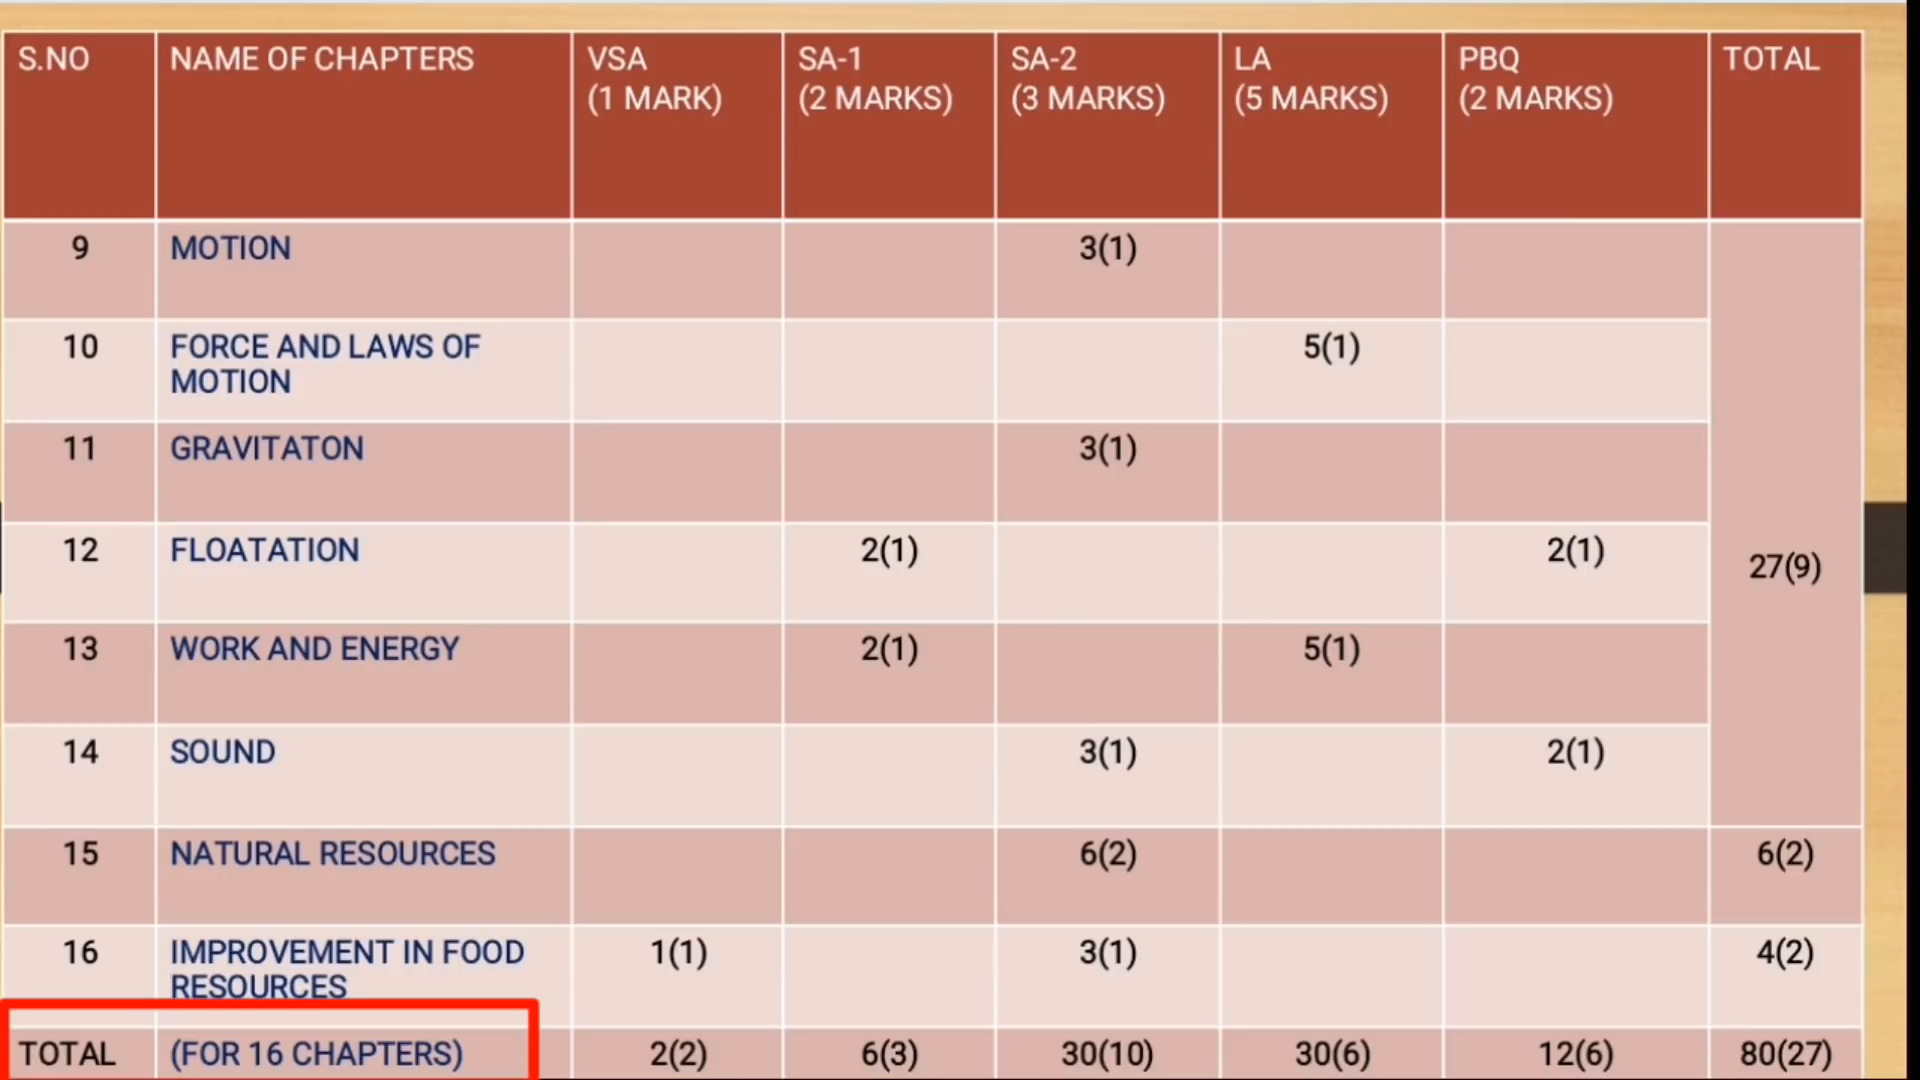 S.NO NAME OF CHAPTERS VSA SA-1 SA-2 LA PBQ TOTAL
(1 MARK) (2 MARKS) (3 MARKS) (5 MARKS) (2 MARKS)
9 MOTION 3(1)
10 FORCE AND LAWS OF 5(1)
MOTION
11 GRAVITATON 3(1)
12 FLOATATION 2(1) 2(1)
27(9)
13 WORK AND ENERGY 2(1) 5(1)
14 SOUND 3(1) 2(1)
15 NATURAL RESOURCES 6(2) 6(2)
16 IMPROVEMENT IN FOOD 1(1) 3(1) 4(2)
RESOURCES
TOTAL (FOR 16 CHAPTERS) 2(2) 6(3) 30(10) 30(6) 12(6) 80(27)